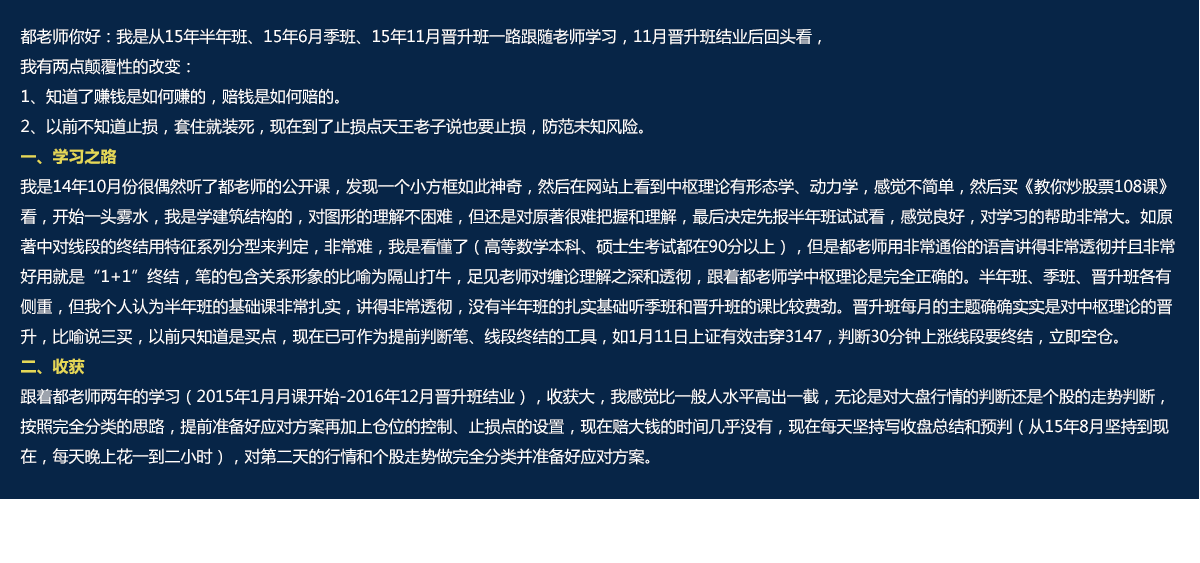 都老师你好：我是从15年半年班、15年6月季班、15年11月晋升班一路跟随老师学习，11月晋升班结业后回头看，
我有两点颠覆性的改变：
1、知道了赚钱是如何赚的，赔钱是如何赔的。
2、以前不知道止损，套住就装死，现在到了止损点天王老子说也要止损，防范未知风险。
一、学习之路
我是14年10月份很偶然听了都老师的公开课，发现一个小方框如此神奇，然后在网站上看到中枢理论有形态学、动力学，感觉不简单，然后买《教你炒股票108课》
看，开始一头雾水，我是学建筑结构的，对图形的理解不困难，但还是对原著很难把握和理解，最后决定先报半年班试试看，感觉良好，对学习的帮助非常大。如原
著中对线段的终结用特征系列分型来判定，非常难，我是看懂了（高等数学本科、硕士生考试都在90分以上），但是都老师用非常通俗的语言讲得非常透彻并且非常
好用就是“1+1”终结，笔的包含关系形象的比喻为隔山打牛，足见老师对缠论理解之深和透彻，跟着都老师学中枢理论是完全正确的。半年班、季班、晋升班各有
侧重，但我个人认为半年班的基础课非常扎实，讲得非常透彻，没有半年班的扎实基础听季班和晋升班的课比较费劲。晋升班每月的主题确确实实是对中枢理论的晋
升，比喻说三买，以前只知道是买点，现在已可作为提前判断笔、线段终结的工具，如1月11日上证有效击穿3147，判断30分钟上涨线段要终结，立即空仓。
二、收获
跟着都老师两年的学习（2015年1月月课开始-2016年12月晋升班结业），收获大，我感觉比一般人水平高出一截，无论是对大盘行情的判断还是个股的走势判断，
按照完全分类的思路，提前准备好应对方案再加上仓位的控制、止损点的设置，现在赔大钱的时间几乎没有，现在每天坚持写收盘总结和预判（从15年8月坚持到现
在，每天晚上花一到二小时），对第二天的行情和个股走势做完全分类并准备好应对方案。